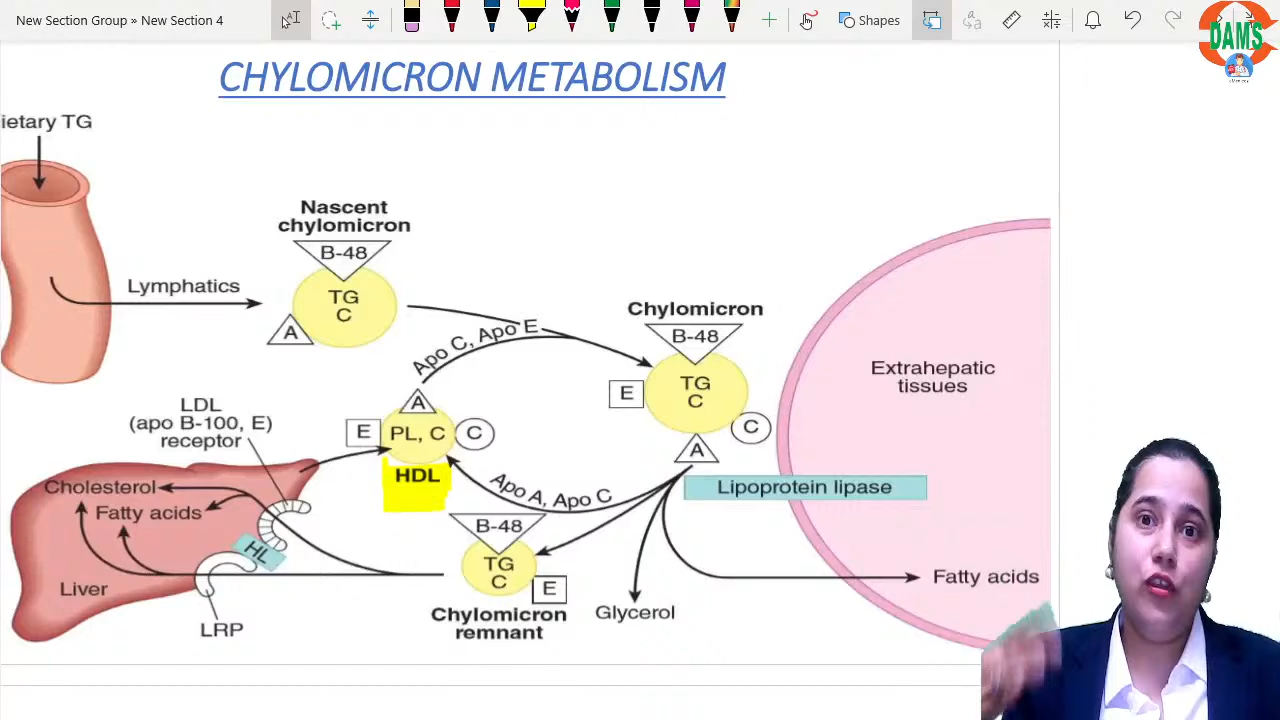 New Section Group » New Section 4
Shapes
DAMS
CHYLOMICRON METABOLISM
ietary TG
Nascent
chylomicron
B-48
TG
C
A
Lymphatics
Apo C, Apo E
Chylomicron
B-48
TG
C
E
C
A
Extrahepatic
tissues
LDL
(apo B-100, E)
receptor
A
E
PL, C
C
HDL
Apo A, Apo C
Lipoprotein lipase
Cholesterol
Fatty acids
HL
Liver
LRP
B-48
TG
C
E
Chylomicron
remnant
Glycerol
Fatty acids